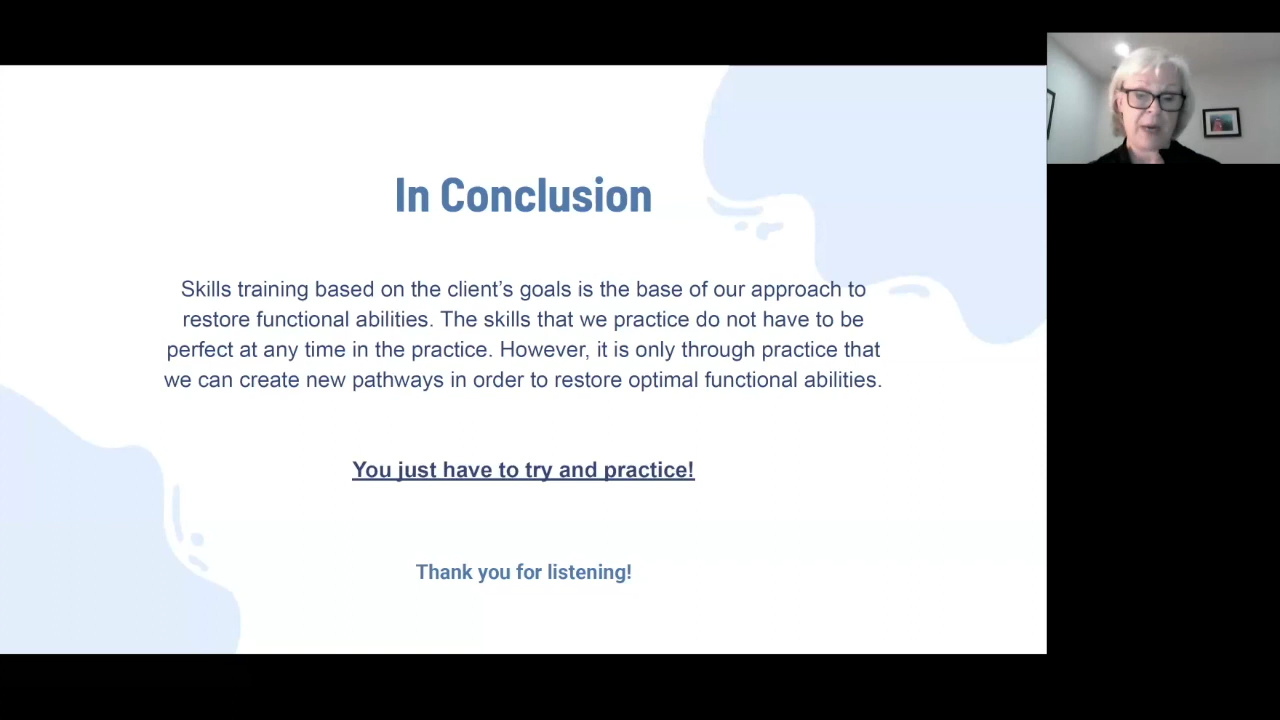 In Conclusion
Skills training based on the client’s goals is the base of our approach to
restore functional abilities. The skills that we practice do not have to be
perfect at any time in the practice. However, it is only through practice that
we can create new pathways in order to restore optimal functional abilities.
You just have to try and practice!
Thank you for listening!